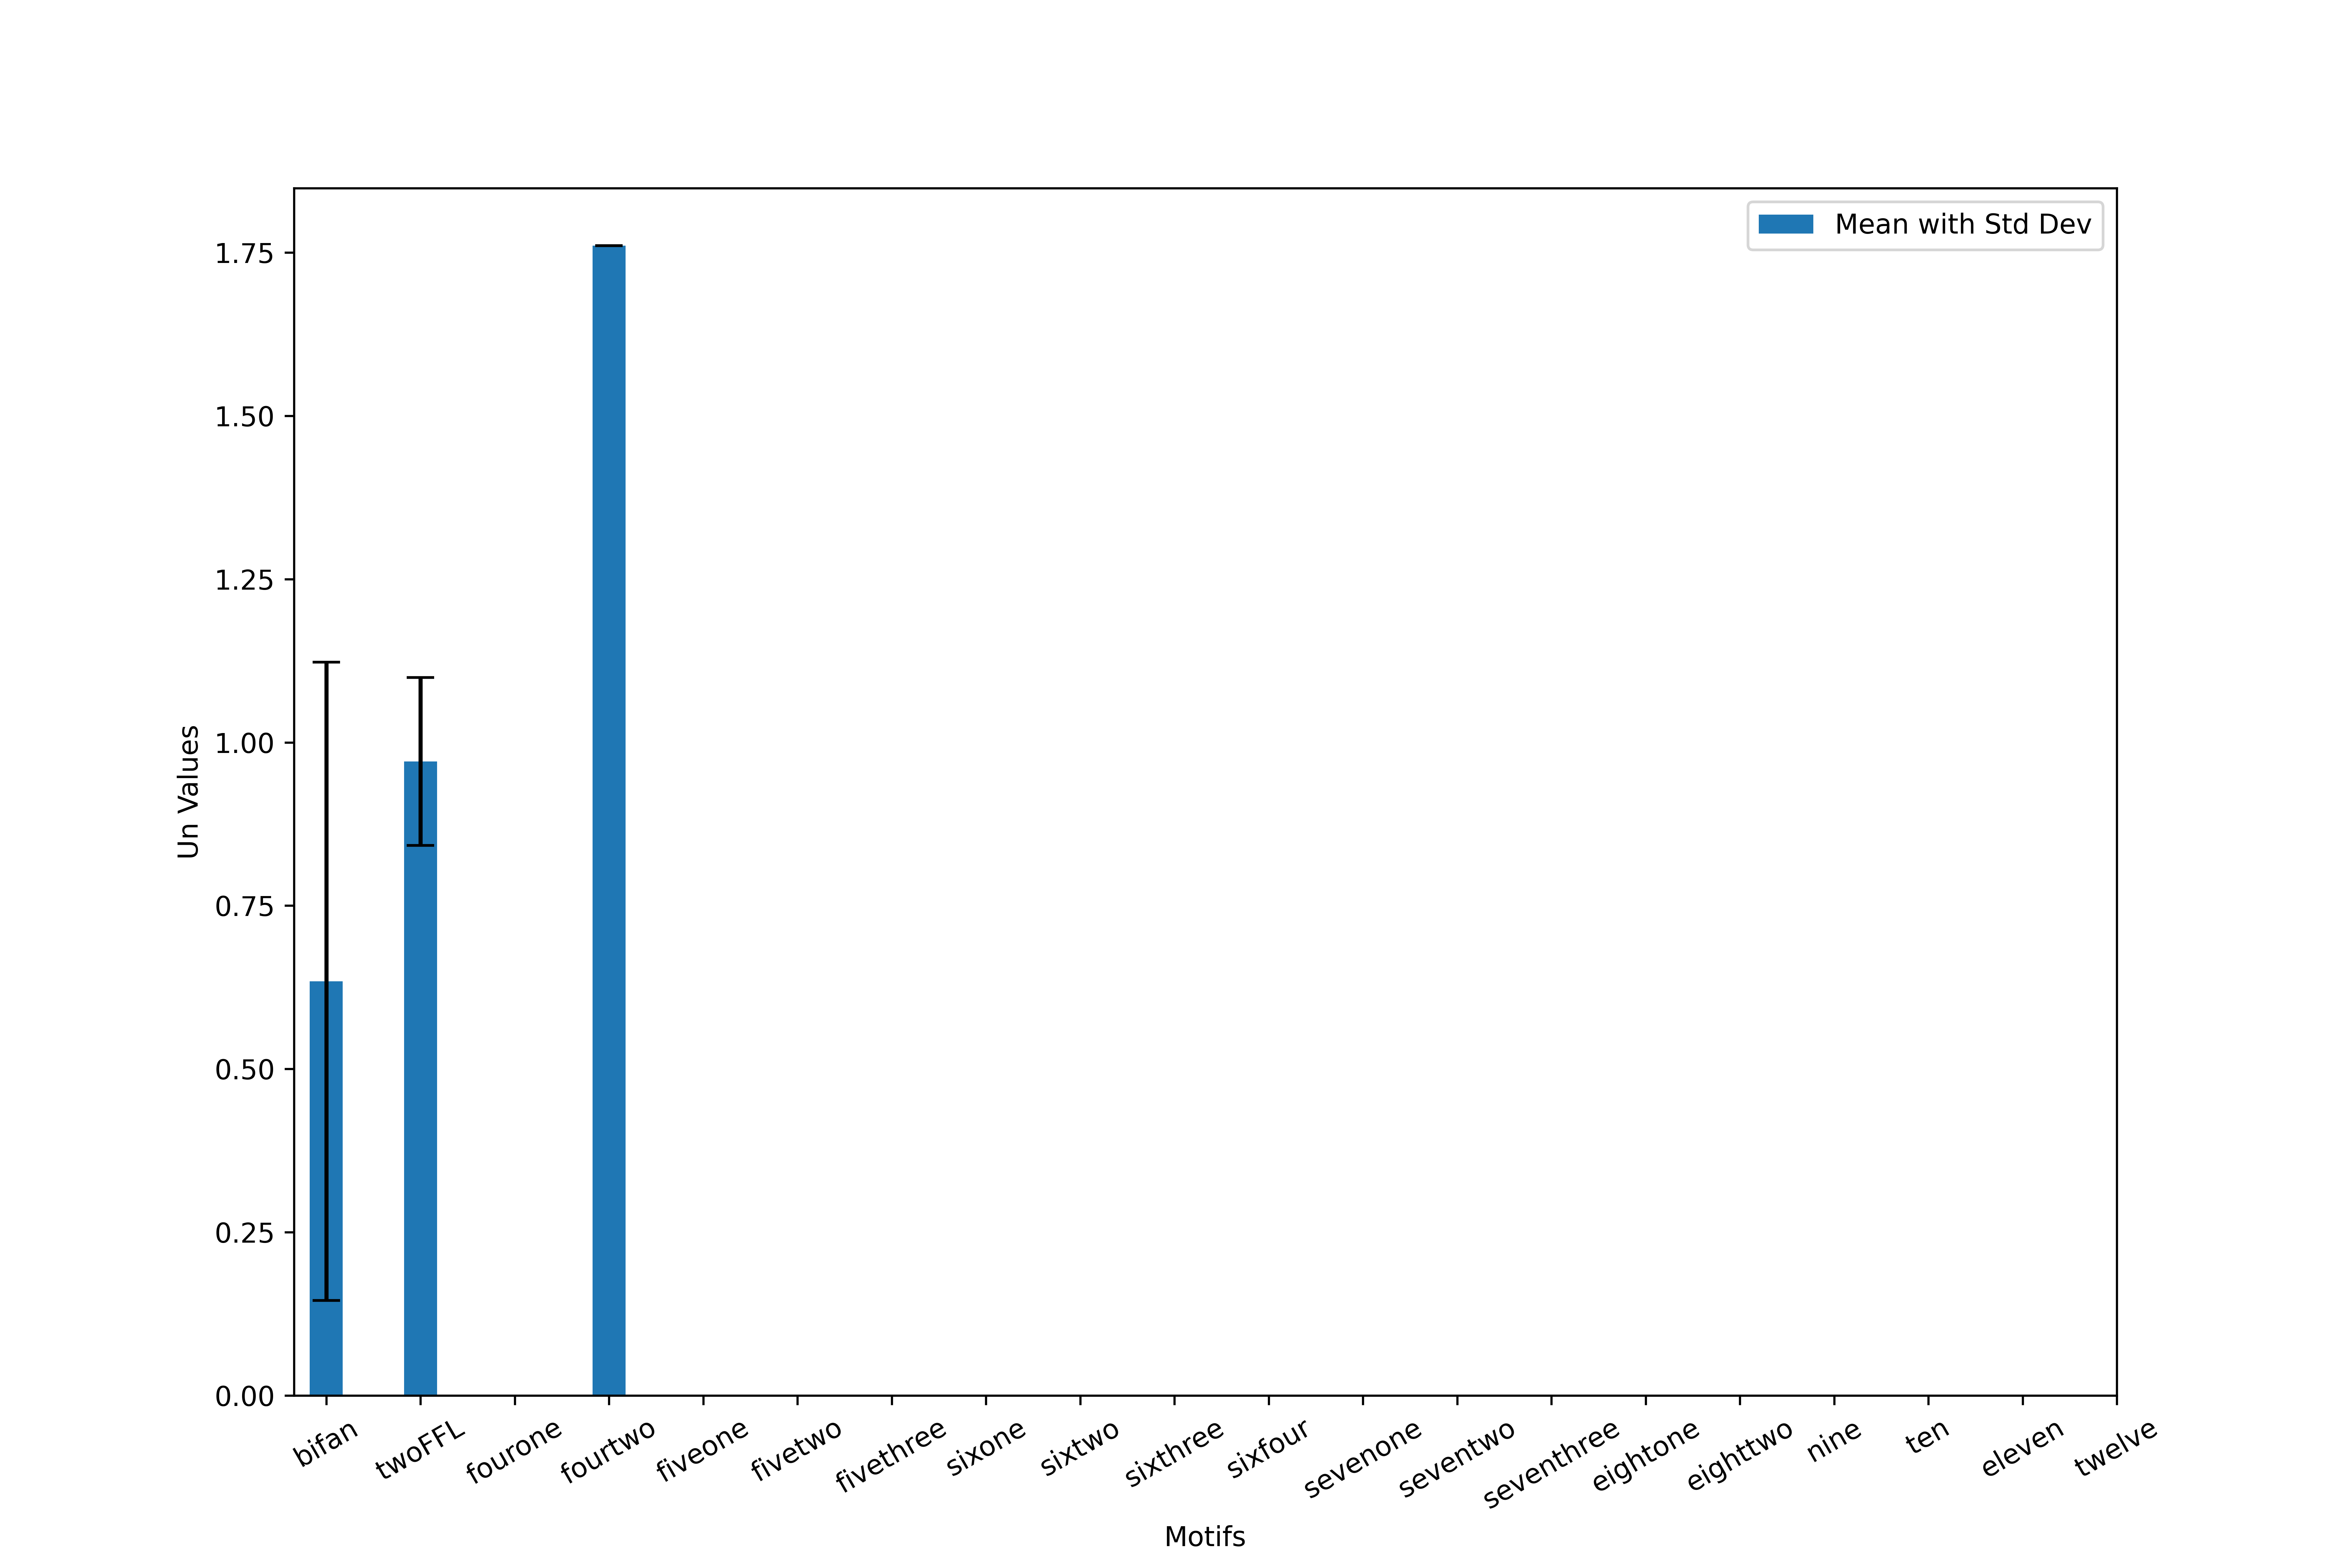 Mean with Std Dev
1.75
1.50
1.25
1.00
0.75
0.50
0.25
0.00
Un Values
bifan
twoFFL
fourone
fourtwo
fiveone
fivetwo
fivethree
sixone
sixtwo
sixthree
sixfour
sevenone
seventwo
seventhree
eightone
eighttwo
nine
ten
eleven
twelve
Motifs